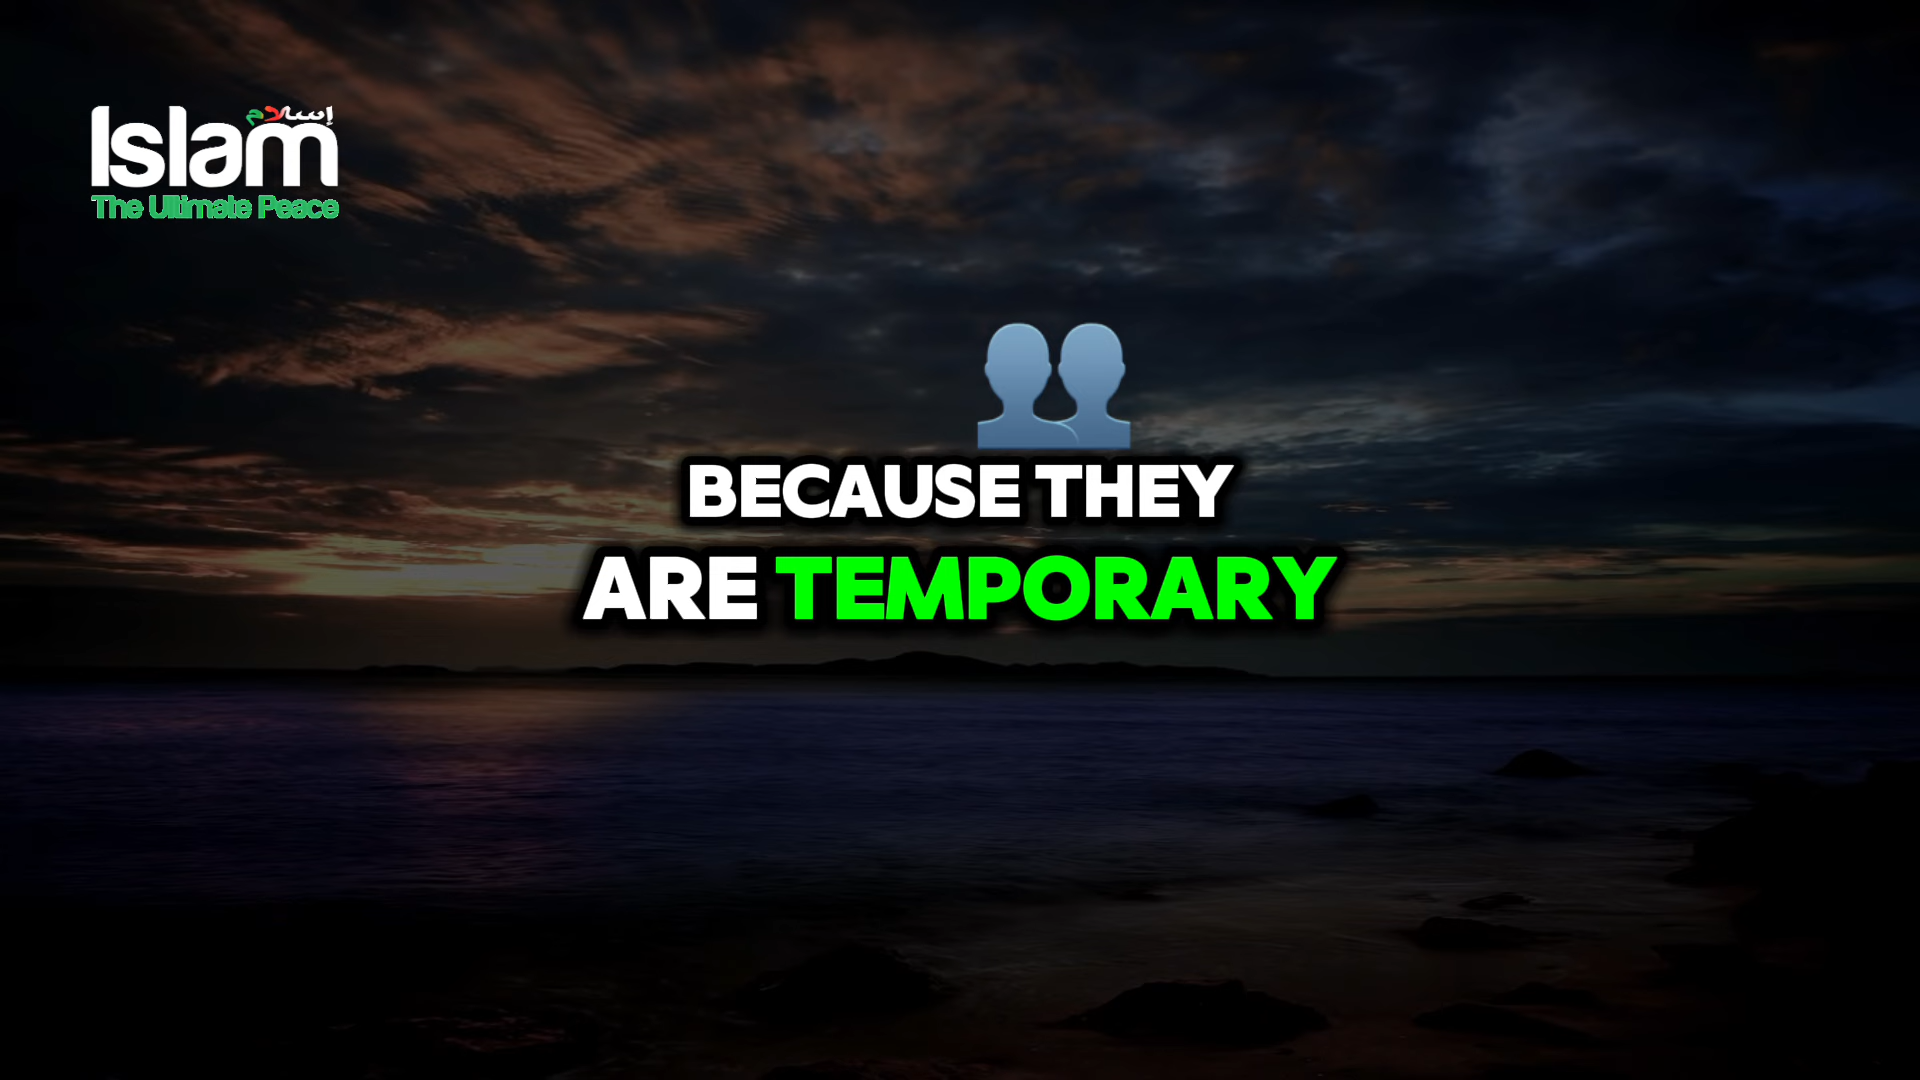 إسلام
Islam
The Ultimate Peace
BECAUSE THEY
ARE TEMPORARY